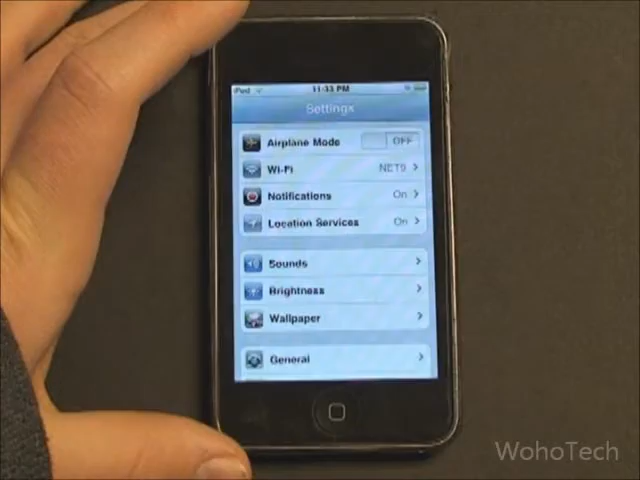 iPod 11:33 PM
Settings
Airplane Mode OFF
Wi-Fi NET9
Notifications On
Location Services On
Sounds
Brightness
Wallpaper
General
WohoTech